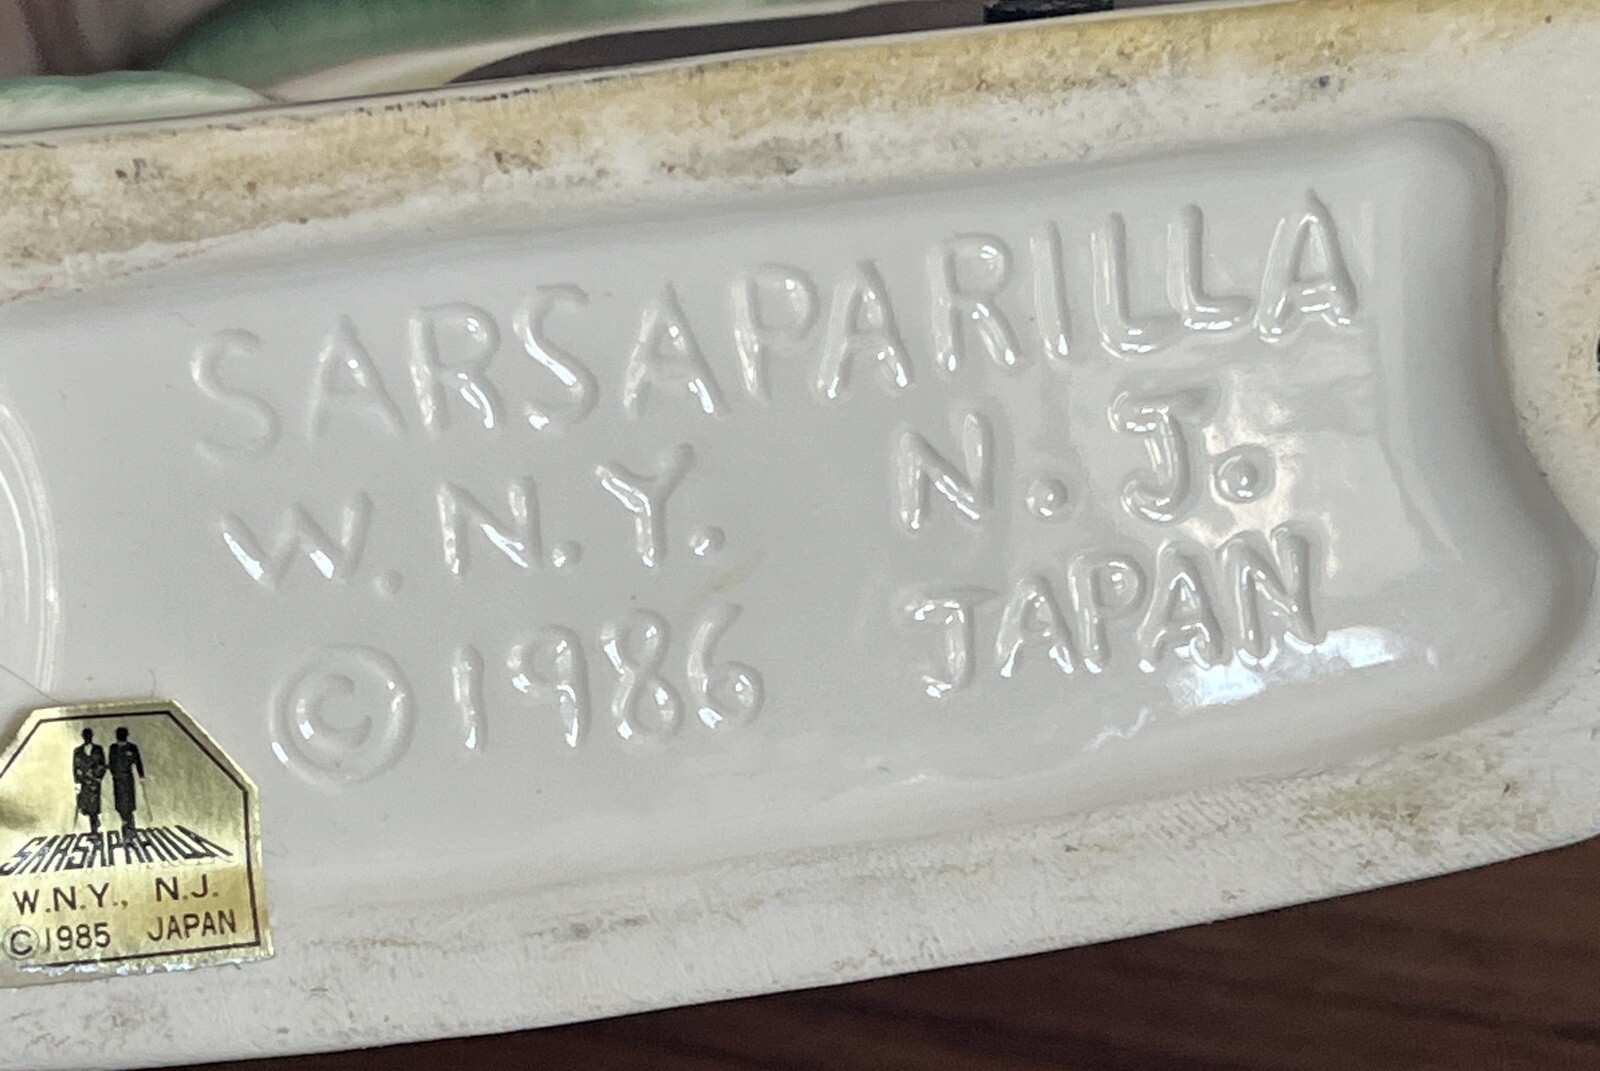 SARSAPARILLA
W.N.Y. N.J.
©1986 JAPAN
SARSAPARILLA
W.N.Y., N.J.
©1985 JAPAN